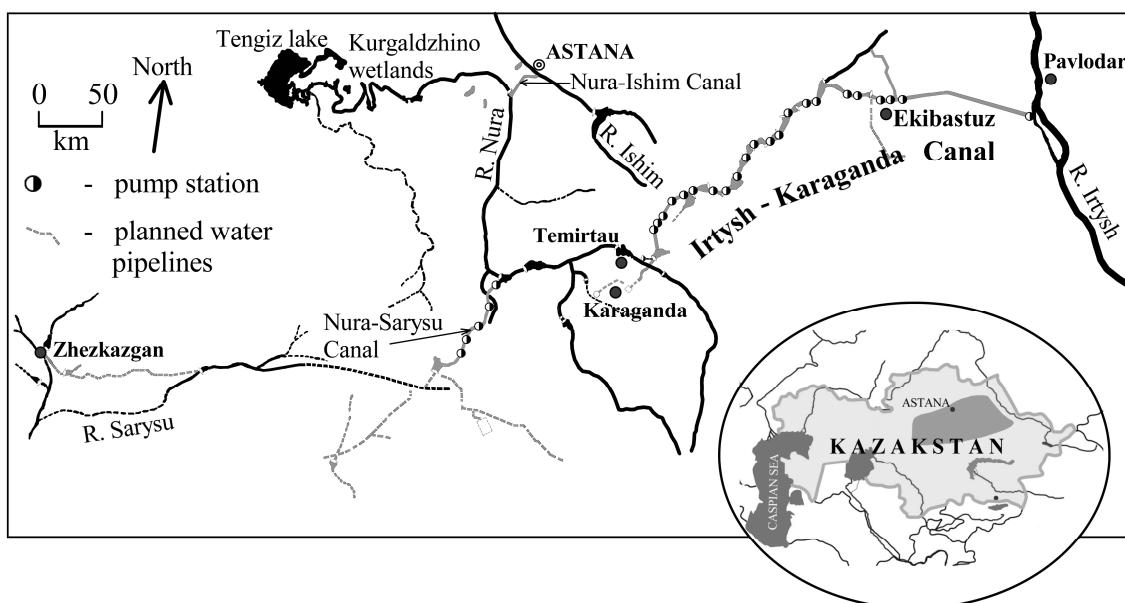 Tengiz lake
Kurgaldzhino
wetlands
ASTANA
Nura-Ishim Canal
Pavlodar
North
0 50
km
R. Nura
R. Ishim
Ekibastuz
Irtysh - Karaganda
Canal
R. Irtysh
- pump station
- planned water
pipelines
Temirtau
Karaganda
Nura-Sarysu
Canal
Zhezkazgan
R. Sarysu
ASTANA
KAZAKSTAN
CASPIAN SEA